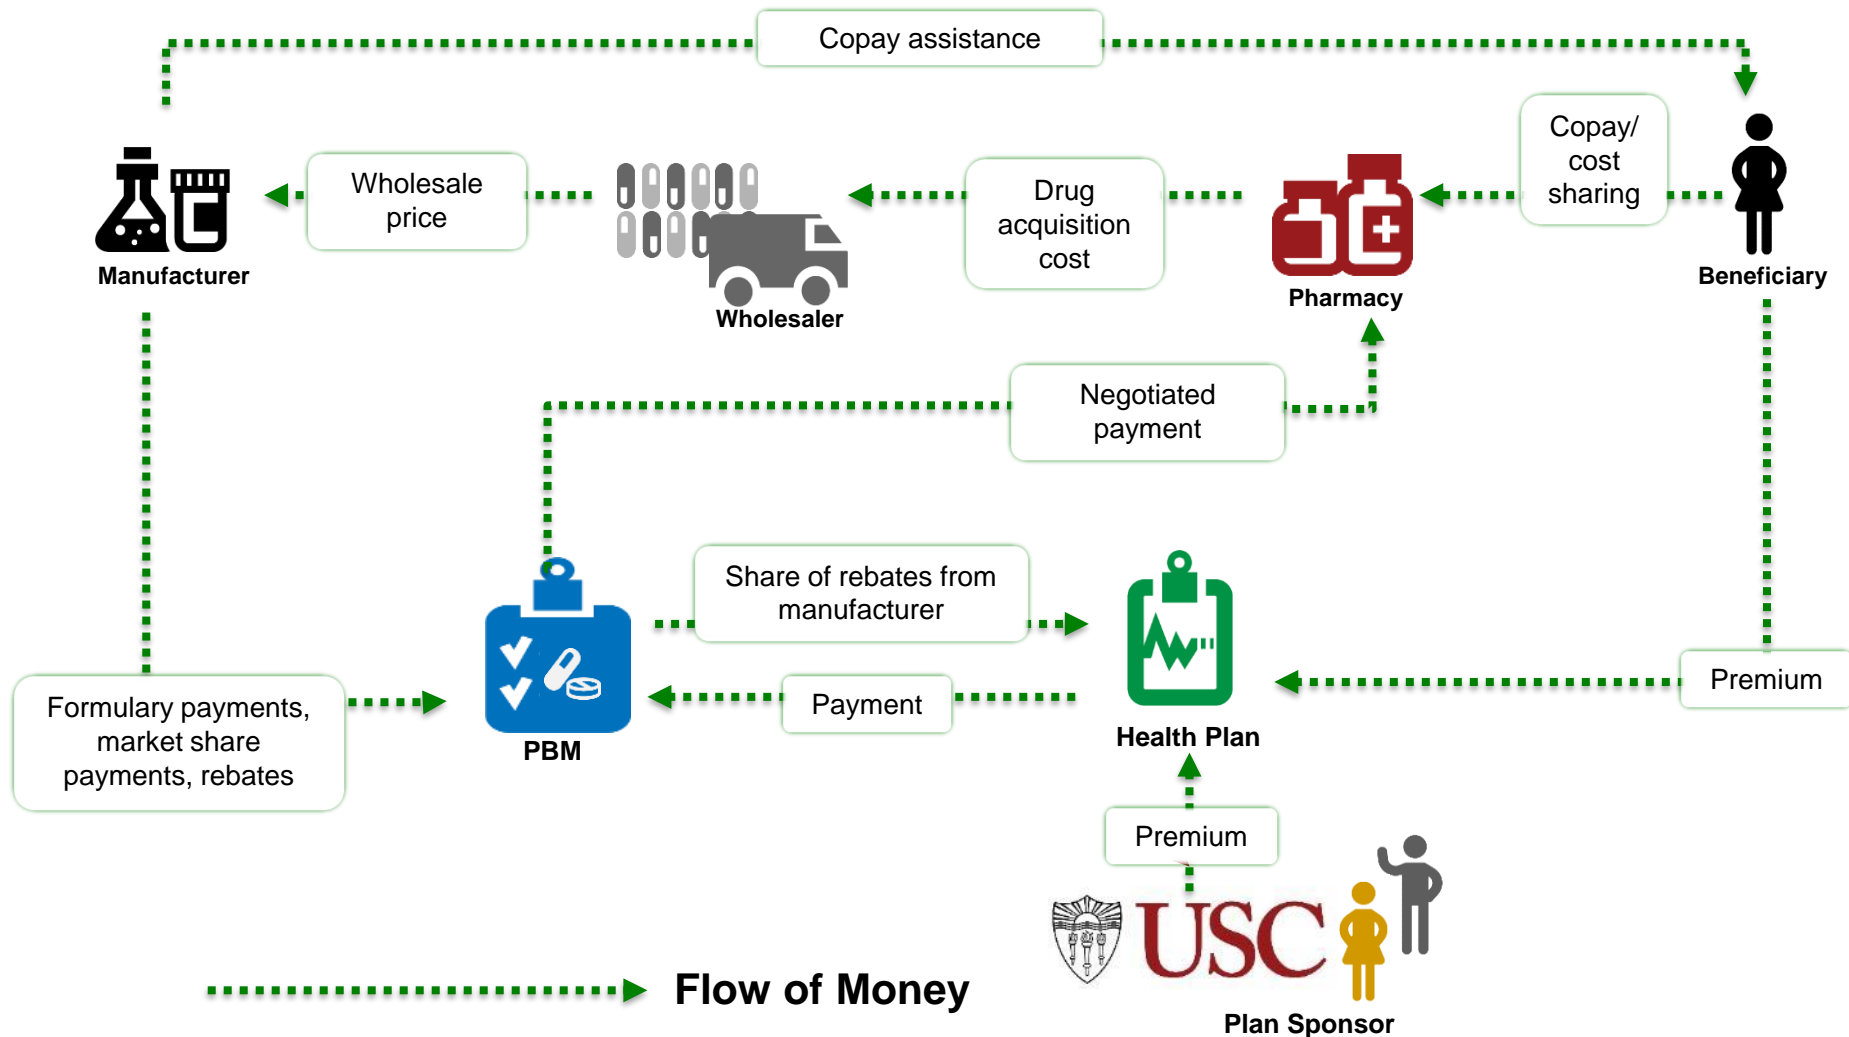 Copay assistance
Copay/
cost
sharing
Wholesale
price
Drug
acquisition
cost
Manufacturer
Wholesaler
Pharmacy
Beneficiary
Negotiated
payment
Share of rebates from
manufacturer
Formulary payments,
market share
payments, rebates
Payment
Premium
PBM
Health Plan
Premium
USC
Flow of Money
Plan Sponsor